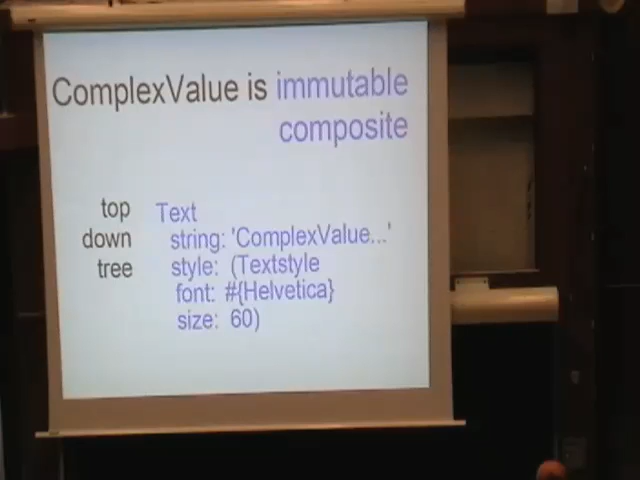 ComplexValue is immutable
composite
top
down
tree
Text
string: 'ComplexValue...'
style: (Textstyle
font: #{Helvetica}
size: 60)